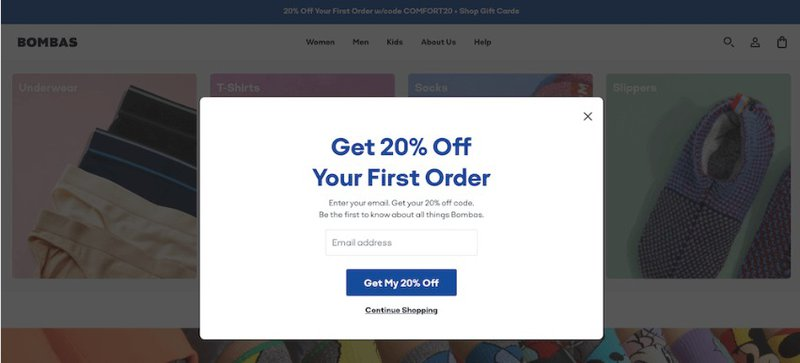 20% Off Your First Order w/code COMFORT20 » Shop Gift Cards
BOMBAS
Women Men Kids About Us Help
Underwear T-Shirts Socks Slippers
Get 20% Off
Your First Order
Enter your email. Get your 20% off code.
Be the first to know about all things Bombas.
Email address
Get My 20% Off
Continue Shopping